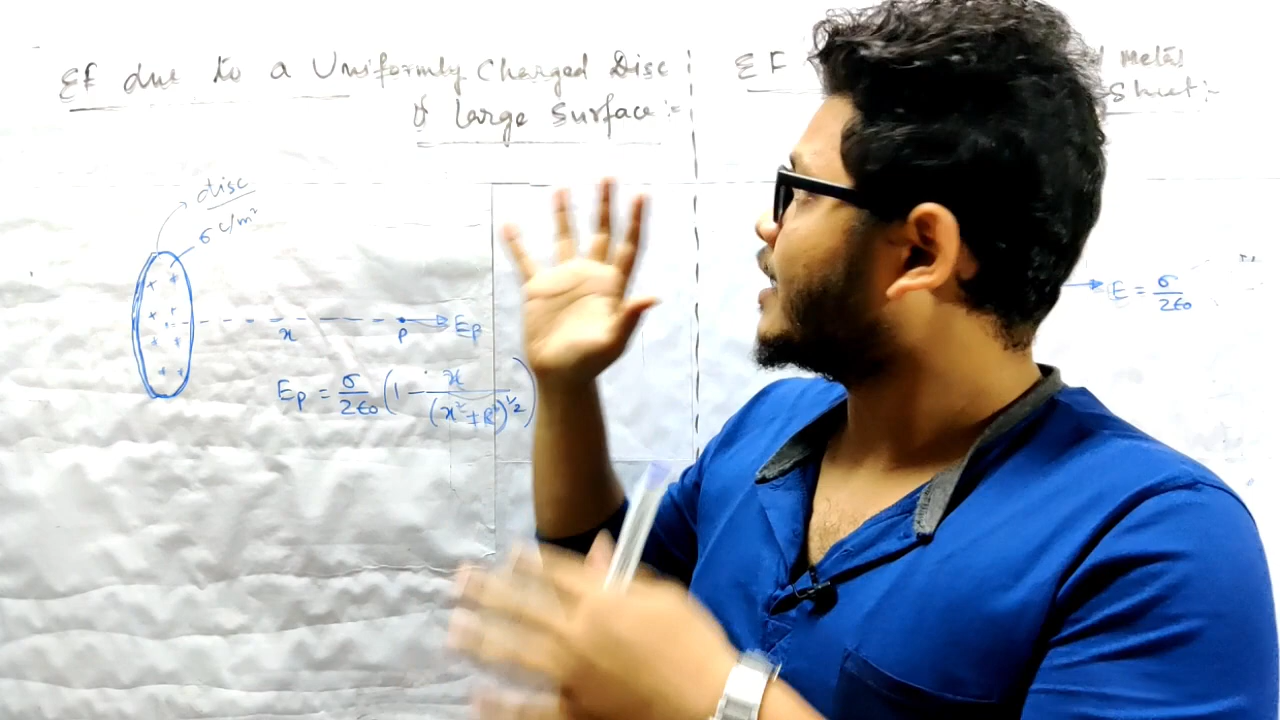 EF due to a Uniformly Charged Disc
& large Surface :-
EF
Metal
Sheet:-
disc
σ C/m²
x
P
Ep
Ep = σ/2ϵ₀ (1 - x/(x² + R²)^1/2)
E = σ/2ϵ₀